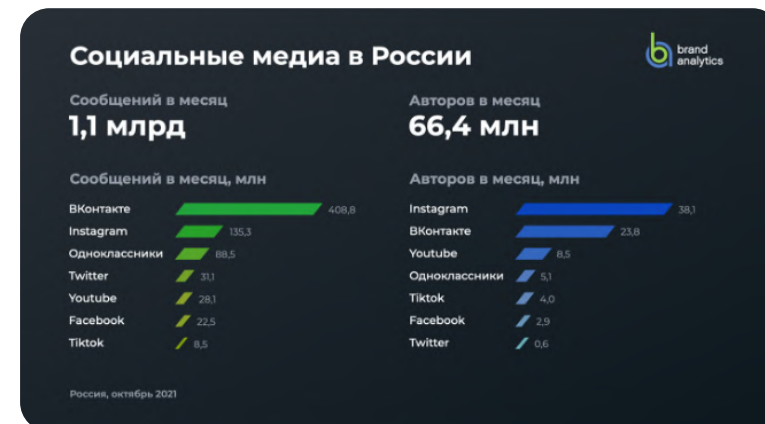 Социальные медиа в России
brand
analytics
Сообщений в месяц
1,1 млрд
Авторов в месяц
66,4 млн
Сообщений в месяц, млн
ВКонтакте 408,8
Instagram 135,3
Одноклассники 88,5
Twitter 31,1
Youtube 28,1
Facebook 22,5
Tiktok 8,5
Авторов в месяц, млн
Instagram 38,1
ВКонтакте 23,8
Youtube 8,5
Одноклассники 5,1
Tiktok 4,0
Facebook 2,9
Twitter 0,6
Россия, октябрь 2021